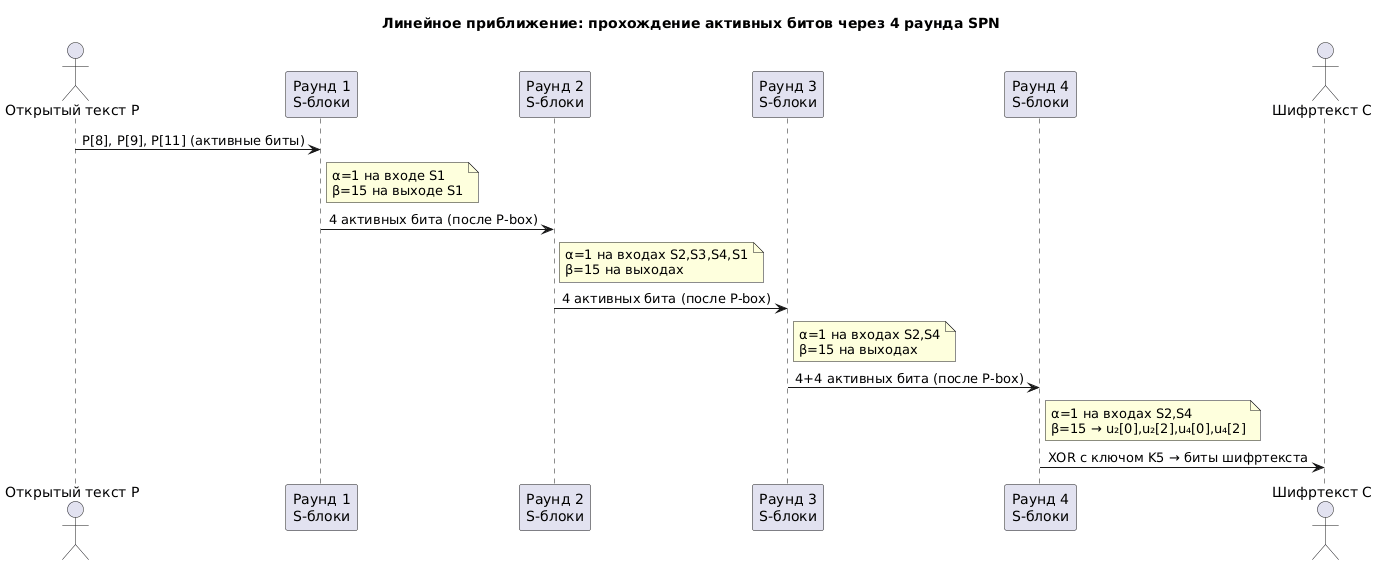 Линейное приближение: прохождение активных битов через 4 раунда SPN
Открытый текст P
Раунд 1
S-блоки
Раунд 2
S-блоки
Раунд 3
S-блоки
Раунд 4
S-блоки
Шифртекст C
P[8], P[9], P[11] (активные биты)
α=1 на входе S1
β=15 на выходе S1
4 активных бита (после P-box)
α=1 на входах S2,S3,S4,S1
β=15 на выходах
4 активных бита (после P-box)
α=1 на входах S2,S4
β=15 на выходах
4+4 активных бита (после P-box)
α=1 на входах S2,S4
β=15 → u₂[0],u₂[2],u₄[0],u₄[2]
XOR с ключом K5 → биты шифртекста
Открытый текст P
Раунд 1
S-блоки
Раунд 2
S-блоки
Раунд 3
S-блоки
Раунд 4
S-блоки
Шифртекст C